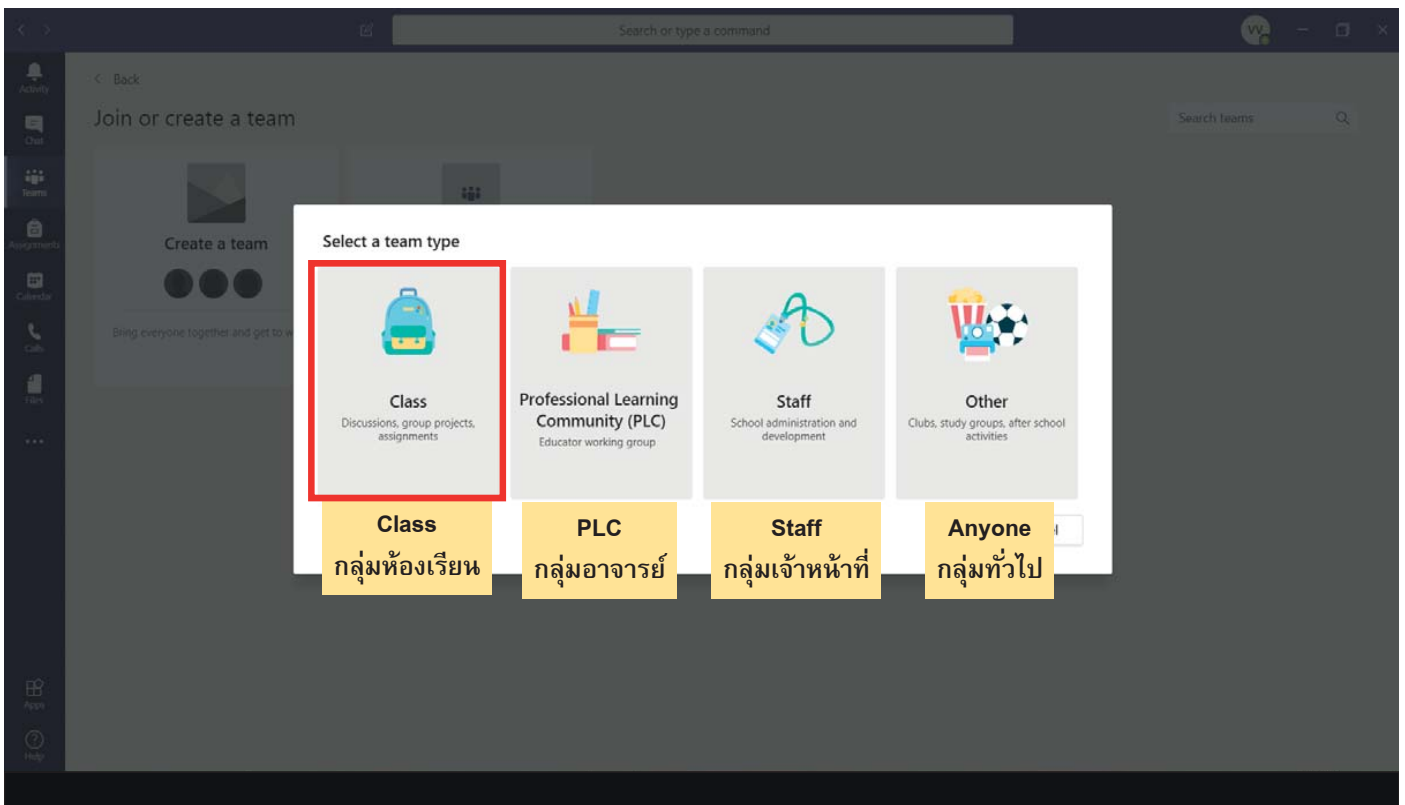 Search or type a command
VV
Activity
Chat
Teams
Assignments
Calendar
Calls
Files
Apps
Help
Back
Join or create a team
Search teams
Create a team
Bring everyone together and get to w
Select a team type
Class
Discussions, group projects,
assignments
Professional Learning
Community (PLC)
Educator working group
Staff
School administration and
development
Other
Clubs, study groups, after school
activities
Class
กลุ่มห้องเรียน
PLC
กลุ่มอาจารย์
Staff
กลุ่มเจ้าหน้าที่
Anyone
กลุ่มทั่วไป